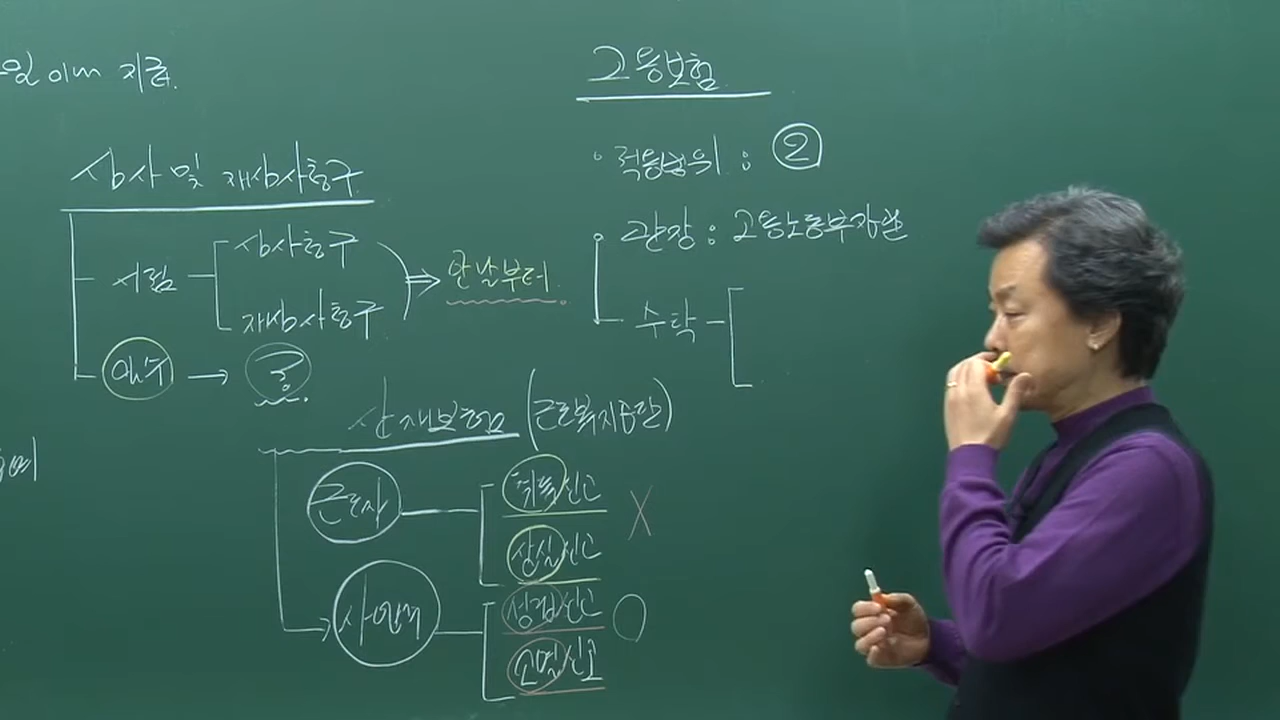 일 이내 지급.
심사 및 재심사청구
서럼
심사청구
재심사청구
안날부터.
완수 → 중.
산재보험 (근로복지공단)
근로자
취득신고
상실신고
X
사업
성립신고
소멸신고
○
고용보험
· 적용범위 : ②
· 관장 : 고용노동부장관
수탁